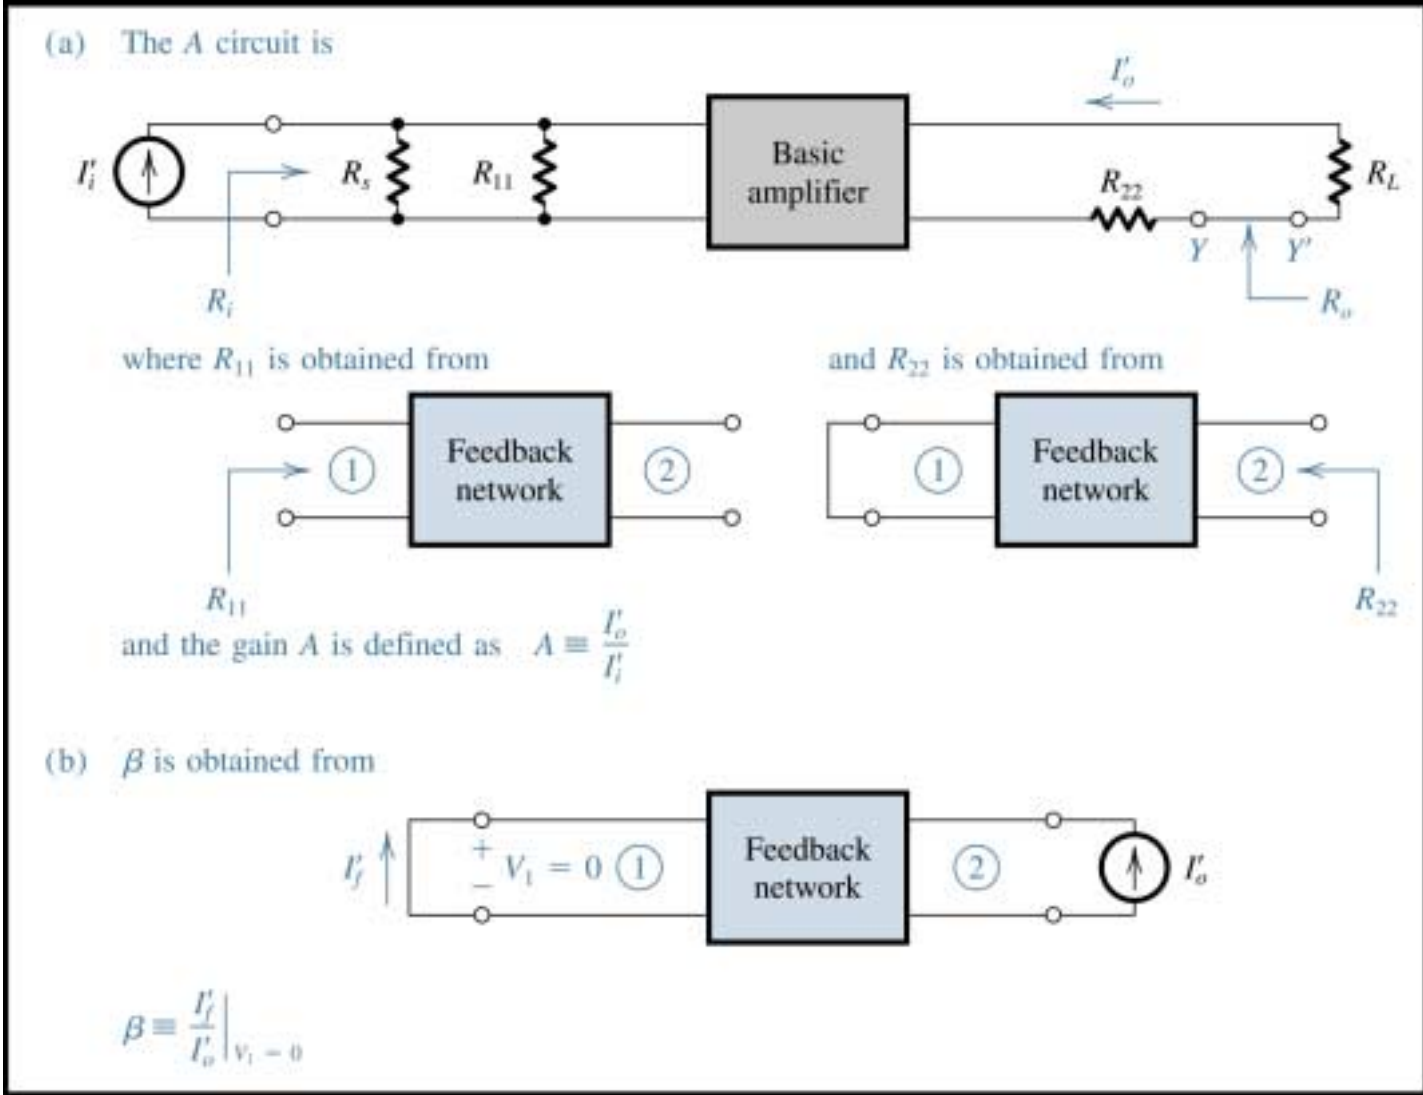 (a) The A circuit is
I'o
I'i
Rs
R11
Basic
amplifier
R22
RL
Y
Y'
Ri
Ro
where R11 is obtained from
and R22 is obtained from
1
Feedback
network
2
1
Feedback
network
2
R11
R22
and the gain A is defined as A ≡ I'o / I'i
(b) β is obtained from
I'f
+
V1 = 0
−
1
Feedback
network
2
I'o
β ≡ I'f / I'o | V1 = 0